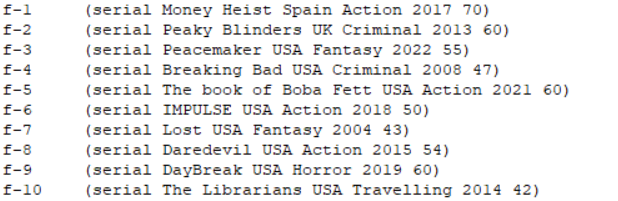 f-1 (serial Money Heist Spain Action 2017 70)
f-2 (serial Peaky Blinders UK Criminal 2013 60)
f-3 (serial Peacemaker USA Fantasy 2022 55)
f-4 (serial Breaking Bad USA Criminal 2008 47)
f-5 (serial The book of Boba Fett USA Action 2021 60)
f-6 (serial IMPULSE USA Action 2018 50)
f-7 (serial Lost USA Fantasy 2004 43)
f-8 (serial Daredevil USA Action 2015 54)
f-9 (serial DayBreak USA Horror 2019 60)
f-10 (serial The Librarians USA Travelling 2014 42)